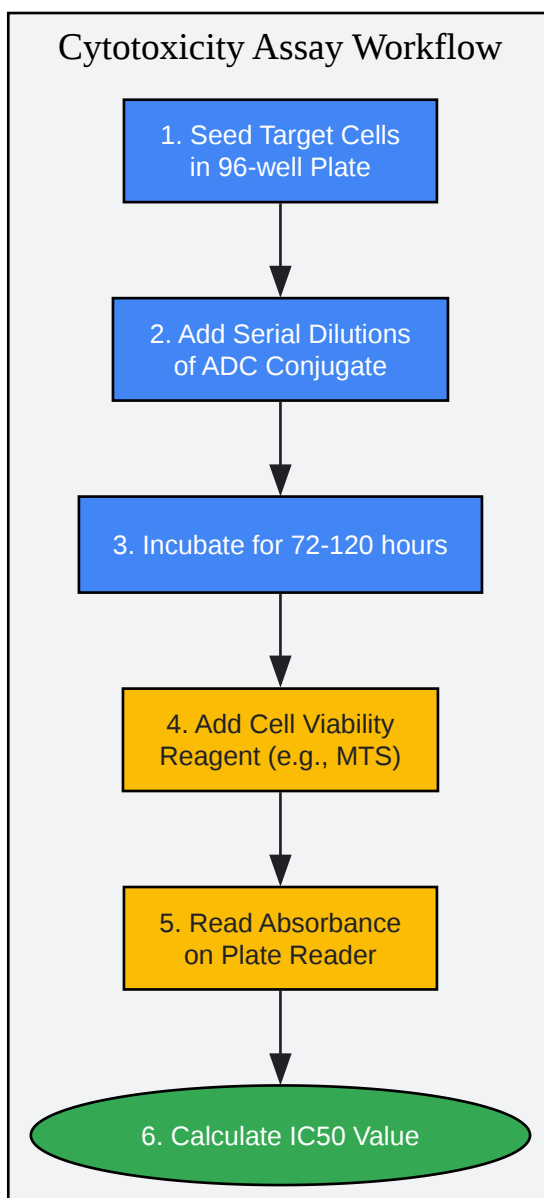 Cytotoxicity Assay Workflow
1. Seed Target Cells
in 96-well Plate
2. Add Serial Dilutions
of ADC Conjugate
3. Incubate for 72-120 hours
4. Add Cell Viability
Reagent (e.g., MTS)
5. Read Absorbance
on Plate Reader
6. Calculate IC50 Value